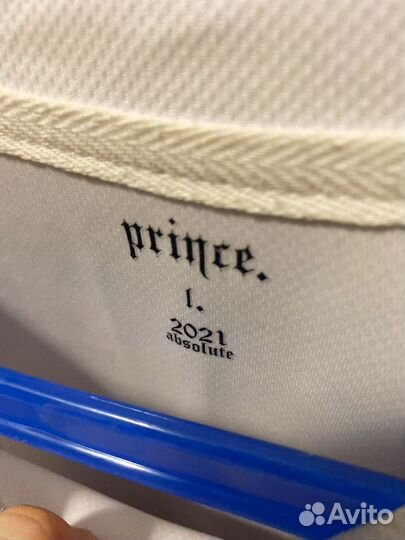 prince.
l.
2021
absolute
Avito